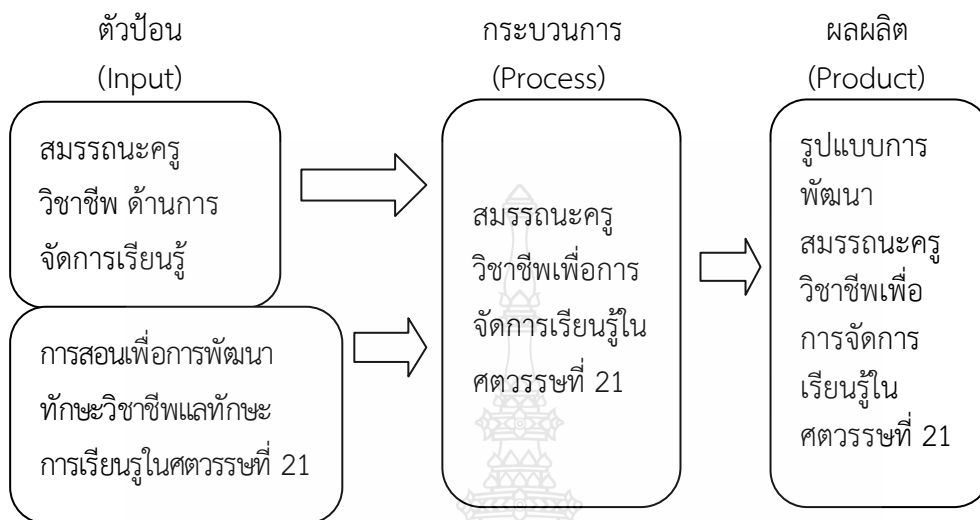 ตัวป้อน
(Input)
สมรรถนะครู
วิชาชีพ ด้านการ
จัดการเรียนรู้
การสอนเพื่อการพัฒนา
ทักษะวิชาชีพแลทักษะ
การเรียนรูในศตวรรษที่ 21
กระบวนการ
(Process)
สมรรถนะครู
วิชาชีพเพื่อการ
จัดการเรียนรู้ใน
ศตวรรษที่ 21
ผลผลิต
(Product)
รูปแบบการ
พัฒนา
สมรรถนะครู
วิชาชีพเพื่อ
การจัดการ
เรียนรู้ใน
ศตวรรษที่ 21